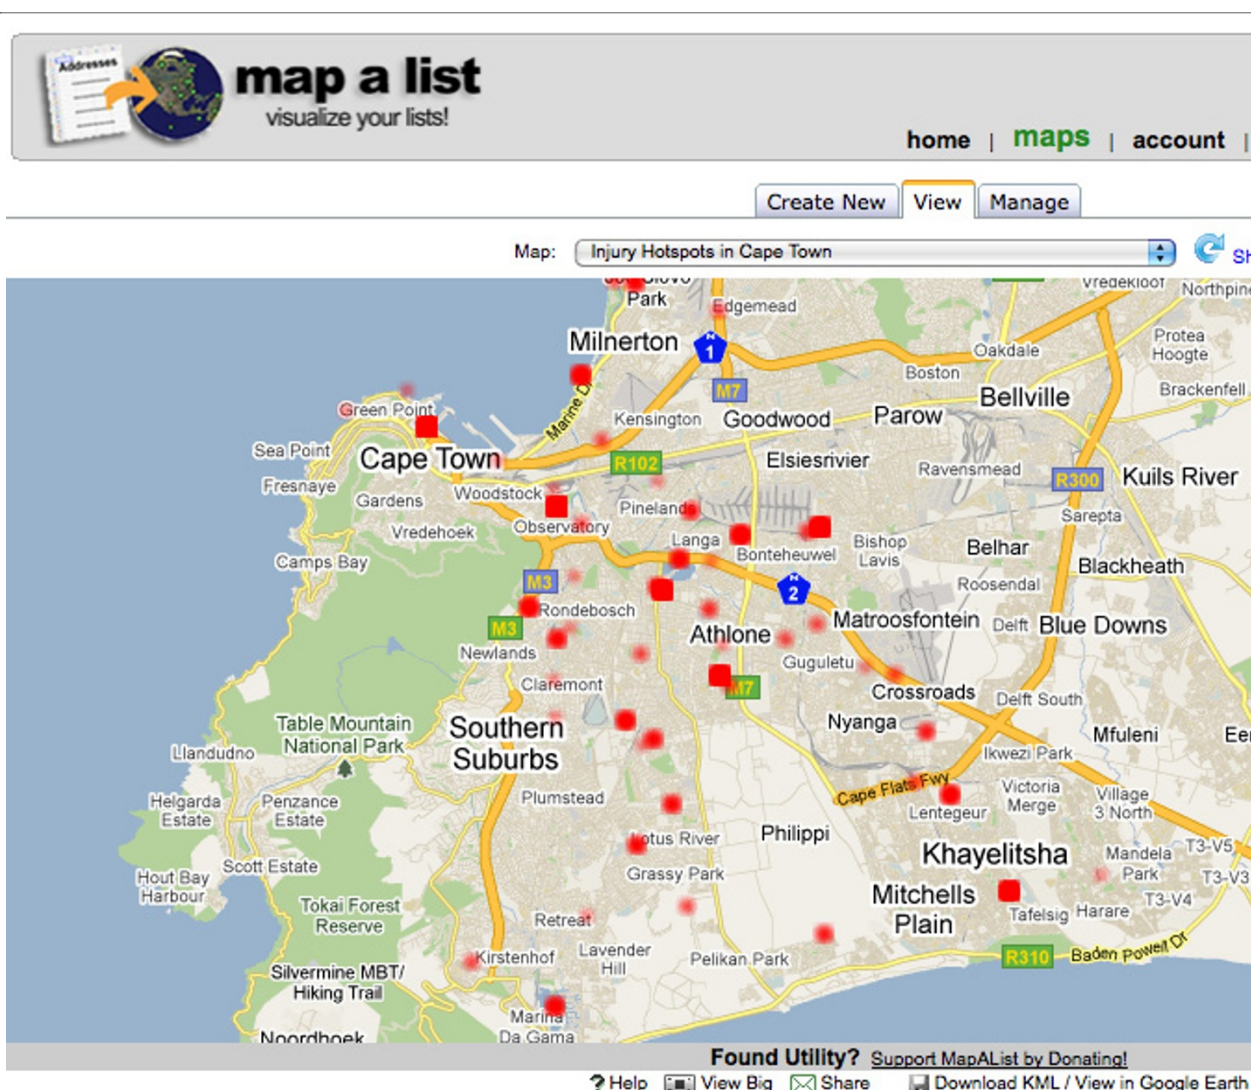 Addresses
map a list
visualize your lists!
home | maps | account |
Create New View Manage
Map: Injury Hotspots in Cape Town
Park
Edgemead
Vredekloof
Northpine
Milnerton
N
1
Oakdale
Protea
Hoogte
Boston
Marine Dr
M7
Bellville
Brackenfell
Green Point
Kensington
Goodwood
Parow
Sea Point
Cape Town
R102
Elsiesrivier
Ravensmead
R300
Kuils River
Fresnaye
Gardens
Woodstock
Pinelands
Sarepta
Vredehoek
Observatory
Langa
Bonteheuwel
Bishop
Lavis
Belhar
Blackheath
Camps Bay
M3
N
2
Roosendal
Rondebosch
M3
Athlone
Matroosfontein
Delft
Blue Downs
Newlands
Guguletu
Claremont
M7
Crossroads
Delft South
Table Mountain
National Park
Southern
Suburbs
Nyanga
Mfuleni
Llandudno
Ikwezi Park
Helgarda
Estate
Penzance
Estate
Plumstead
Cape Flats Fwy
Lentegeur
Victoria
Merge
Village
3 North
Lotus River
Philippi
Khayelitsha
Mandela
Park
T3-V5
Scott Estate
Hout Bay
Harbour
Grassy Park
Mitchells
Plain
T3-V3
T3-V4
Tokai Forest
Reserve
Retreat
Tafelsig
Harare
Kirstenhof
Lavender
Hill
Pelikan Park
R310
Baden Powell Dr
Silvermine MBT/
Hiking Trail
Marina
Da Gama
Noordhoek
Found Utility? Support MapAList by Donating!
? Help View Big Share Download KML / View in Google Earth